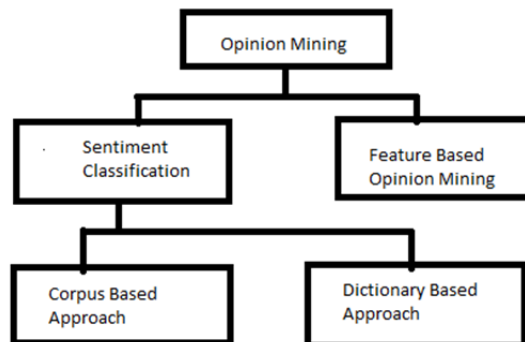 Opinion Mining
Sentiment
Classification
Feature Based
Opinion Mining
Corpus Based
Approach
Dictionary Based
Approach